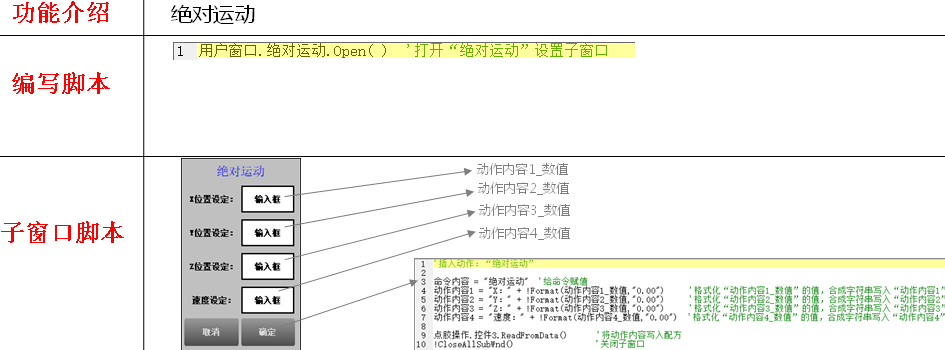 功能介绍
绝对运动
编写脚本
1 用户窗口.绝对运动.Open( ) '打开“绝对运动”设置子窗口
子窗口脚本
绝对运动
X位置设定: 输入框
Y位置设定: 输入框
Z位置设定: 输入框
速度设定: 输入框
取消 确定
动作内容1_数值
动作内容2_数值
动作内容3_数值
动作内容4_数值
1 '插入动作:“绝对运动”
2
3 命令内容 = "绝对运动" '给命令赋值
4 动作内容1 = "X: " + !Format(动作内容1_数值,"0.00") '格式化“动作内容1_数值”的值，合成字符串写入“动作内容1”
5 动作内容2 = "Y: " + !Format(动作内容2_数值,"0.00") '格式化“动作内容2_数值”的值，合成字符串写入“动作内容2”
6 动作内容3 = "Z: " + !Format(动作内容3_数值,"0.00") '格式化“动作内容3_数值”的值，合成字符串写入“动作内容3”
7 动作内容4 = "速度: " + !Format(动作内容4_数值,"0.00") '格式化“动作内容4_数值”的值，合成字符串写入“动作内容4”
8
9 点胶操作.控件3.ReadFromData() '将动作内容写入配方
10 !CloseAllSubWnd() '关闭子窗口